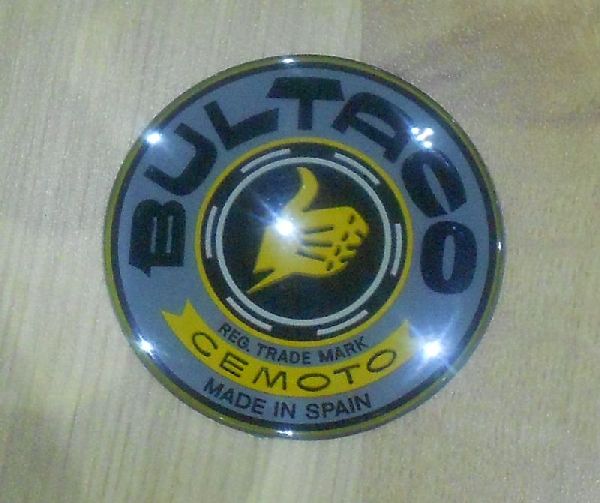 BULTACO
REG. TRADE MARK
CEMOTO
MADE IN SPAIN